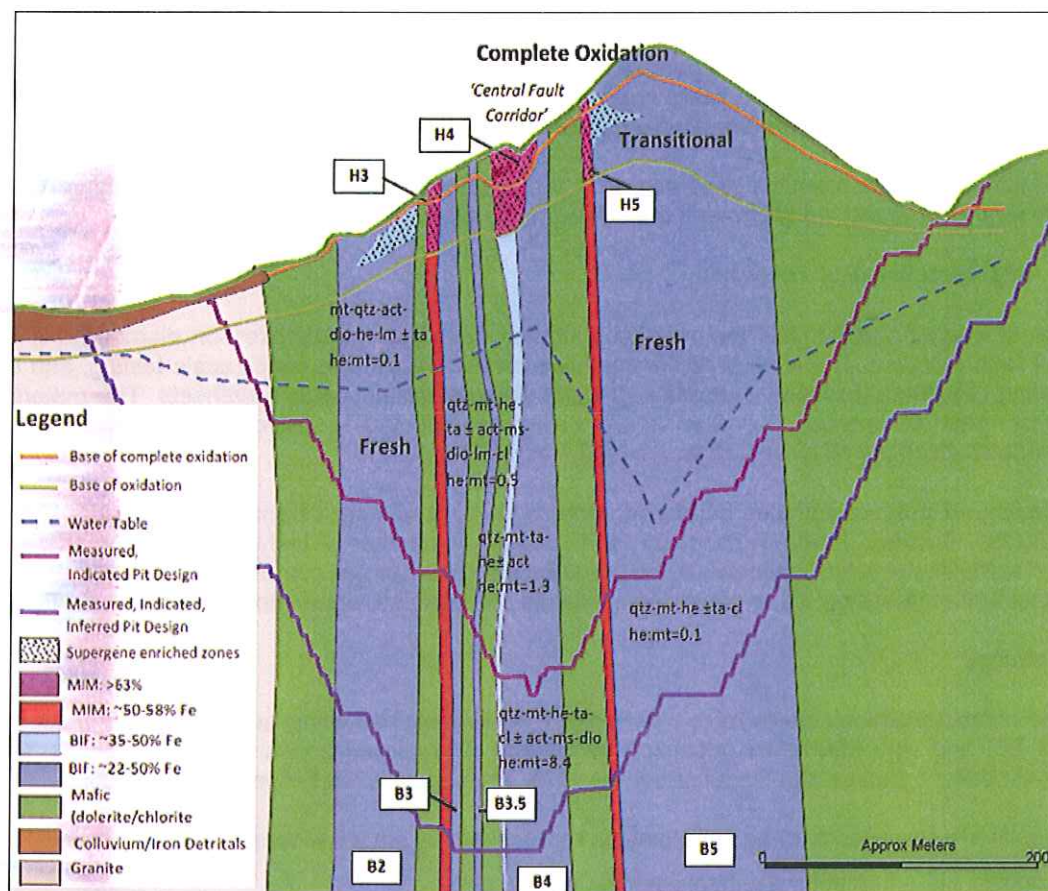 Complete Oxidation
'Central Fault
Corridor'
H4
Transitional
H3
H5
mt-qtz-act-
dio-he-lm ± ta
he:mt=0.1
Fresh
Legend
qtz-mt-he-
ta ± act-ms-
dio-lm-cl
he:mt=0.5
Fresh
Base of complete oxidation
Base of oxidation
Water Table
Measured,
Indicated Pit Design
qtz-mt-ta-
he± act
he:mt=1.3
qtz-mt-he ±ta-cl
he:mt=0.1
Measured, Indicated,
Inferred Pit Design
Supergene enriched zones
MIM: >63%
MIM: ~50-58% Fe
BIF: ~35-50% Fe
BIF: ~22-50% Fe
Mafic
(dolerite/chlorite
Colluvium/Iron Detritals
Granite
qtz-mt-he-ta-
cl ± act-ms-dio
he:mt=8.4
B3
B3.5
B2
B4
B5
Approx Meters
0
200